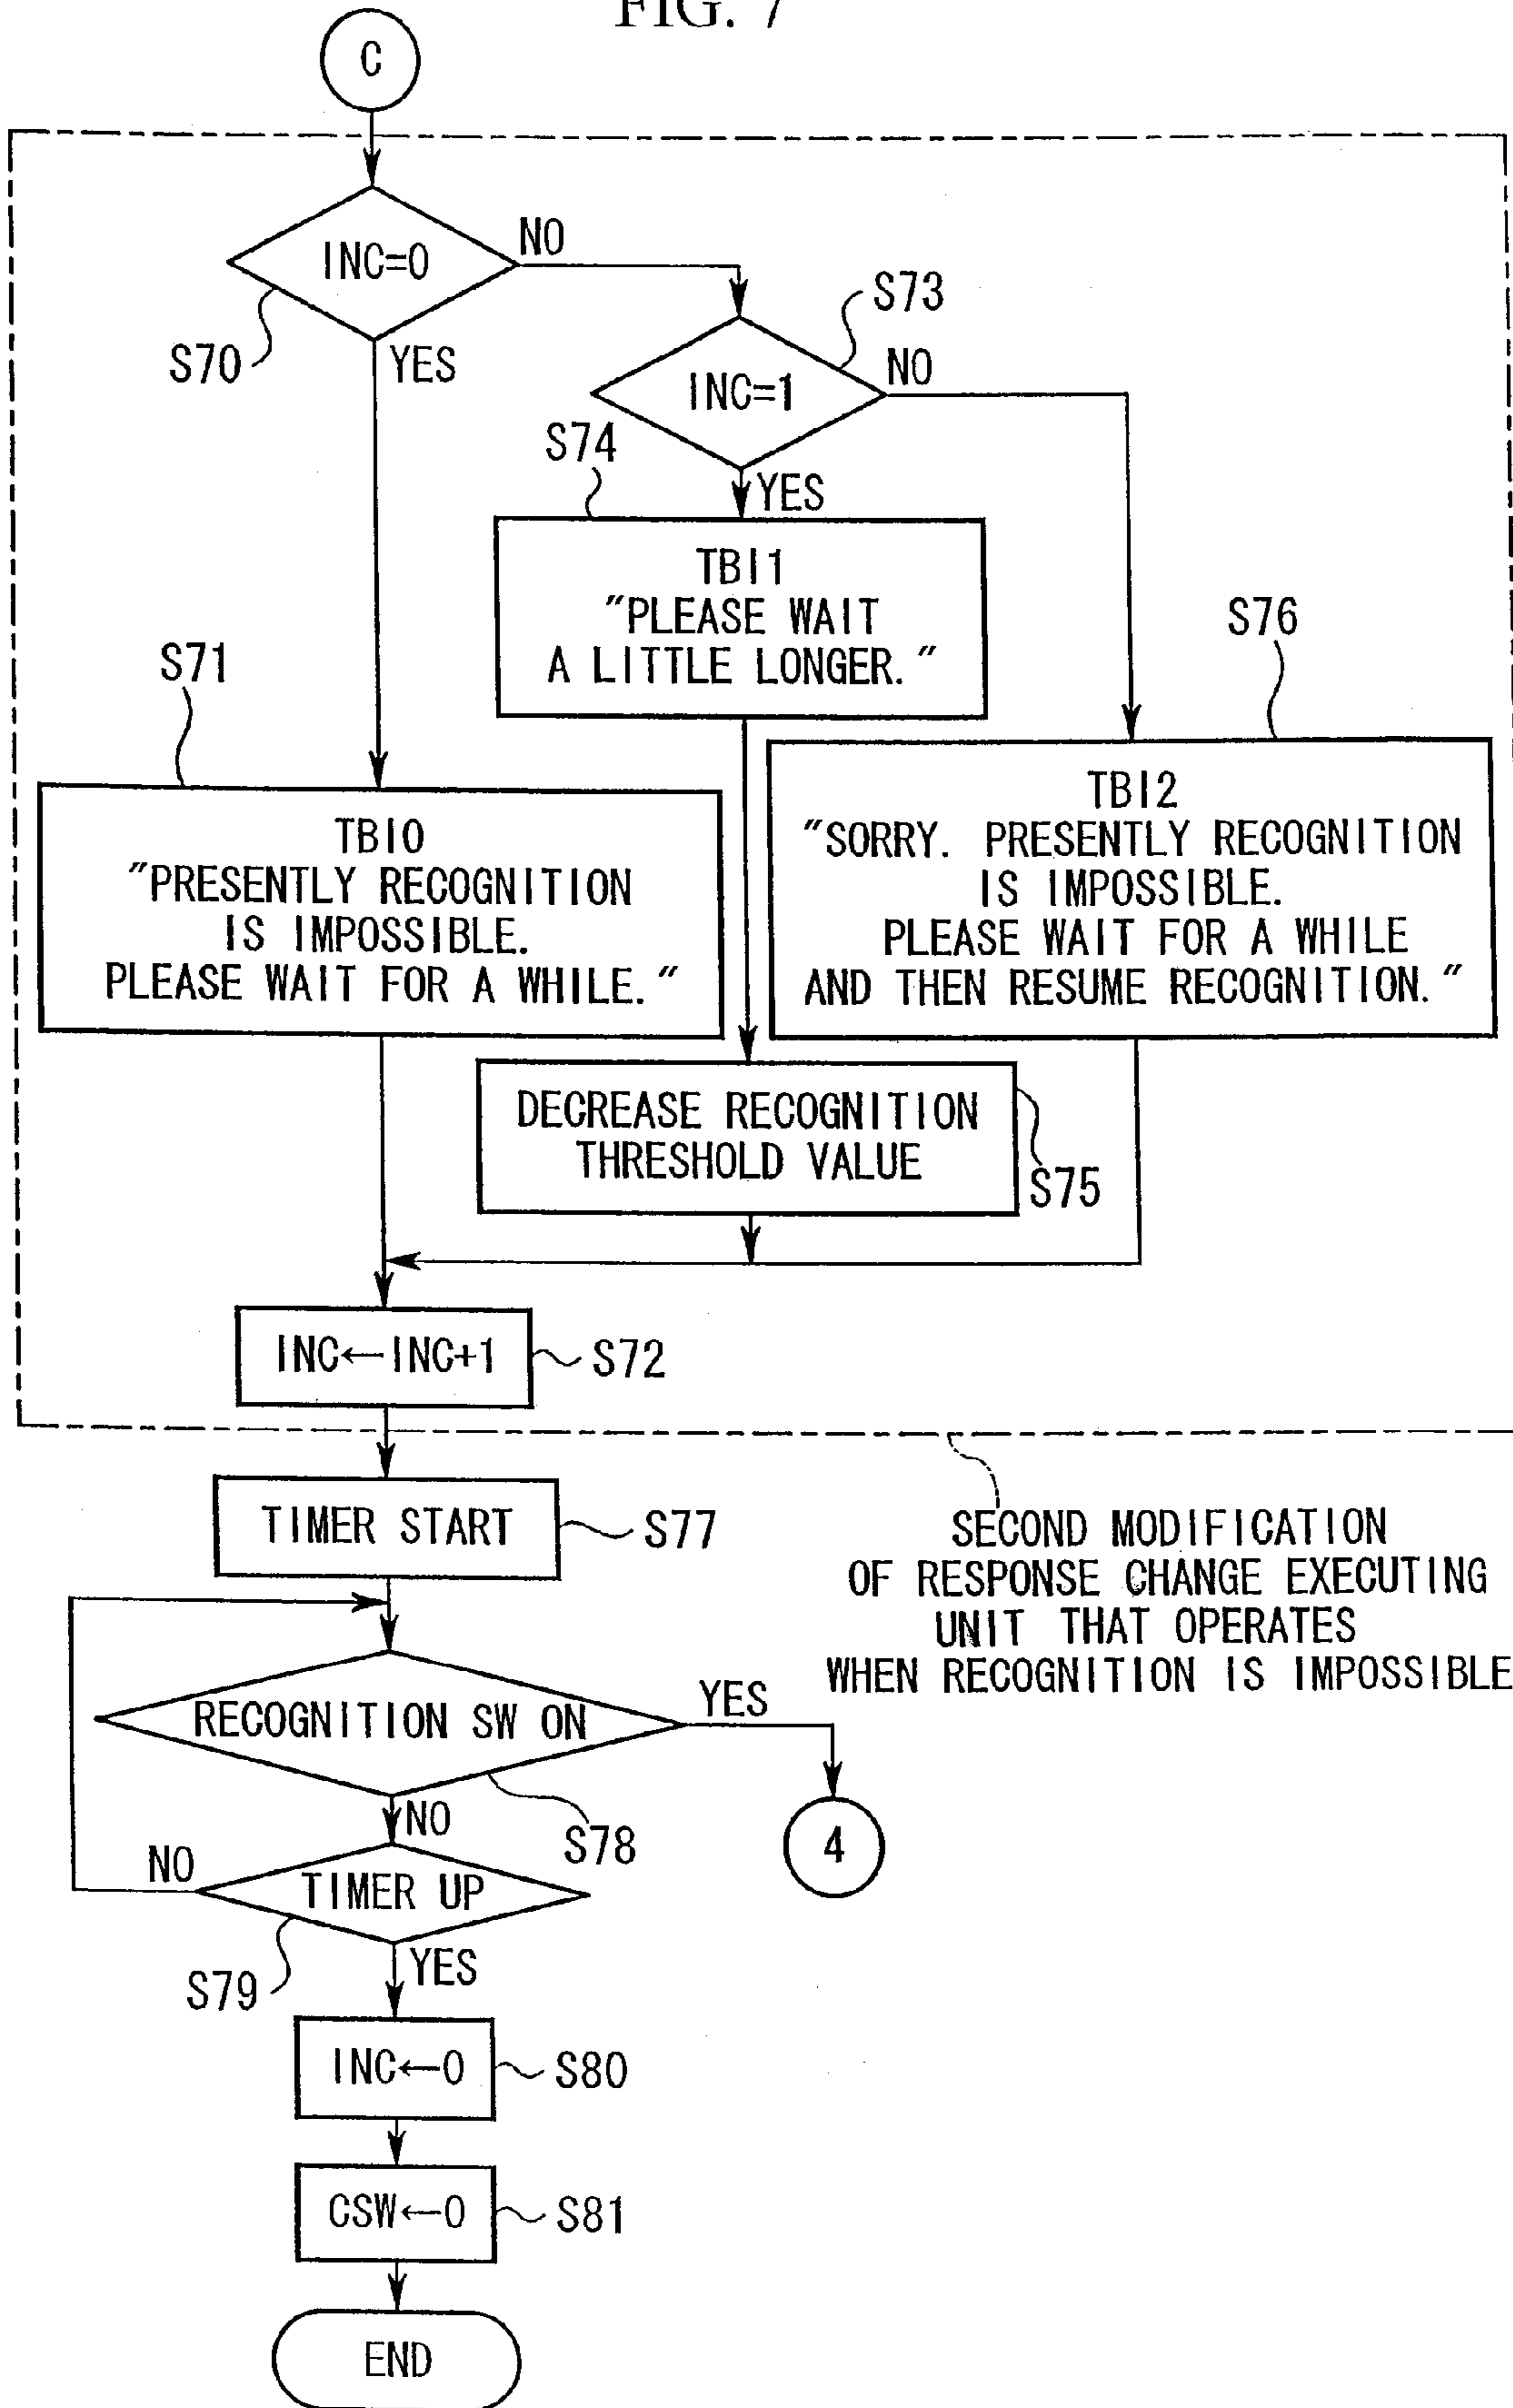 FIG. 7
C
INC=0
NO
S70
YES
S73
INC=1
NO
S74
YES
TBI1
"PLEASE WAIT
A LITTLE LONGER."
S76
S71
TBI0
"PRESENTLY RECOGNITION
IS IMPOSSIBLE.
PLEASE WAIT FOR A WHILE."
TBI2
"SORRY. PRESENTLY RECOGNITION
IS IMPOSSIBLE.
PLEASE WAIT FOR A WHILE
AND THEN RESUME RECOGNITION."
DECREASE RECOGNITION
THRESHOLD VALUE
S75
INC←INC+1
S72
TIMER START
S77
SECOND MODIFICATION
OF RESPONSE CHANGE EXECUTING
UNIT THAT OPERATES
WHEN RECOGNITION IS IMPOSSIBLE
RECOGNITION SW ON
YES
S78
NO
4
NO
TIMER UP
S79
YES
INC←0
S80
CSW←0
S81
END